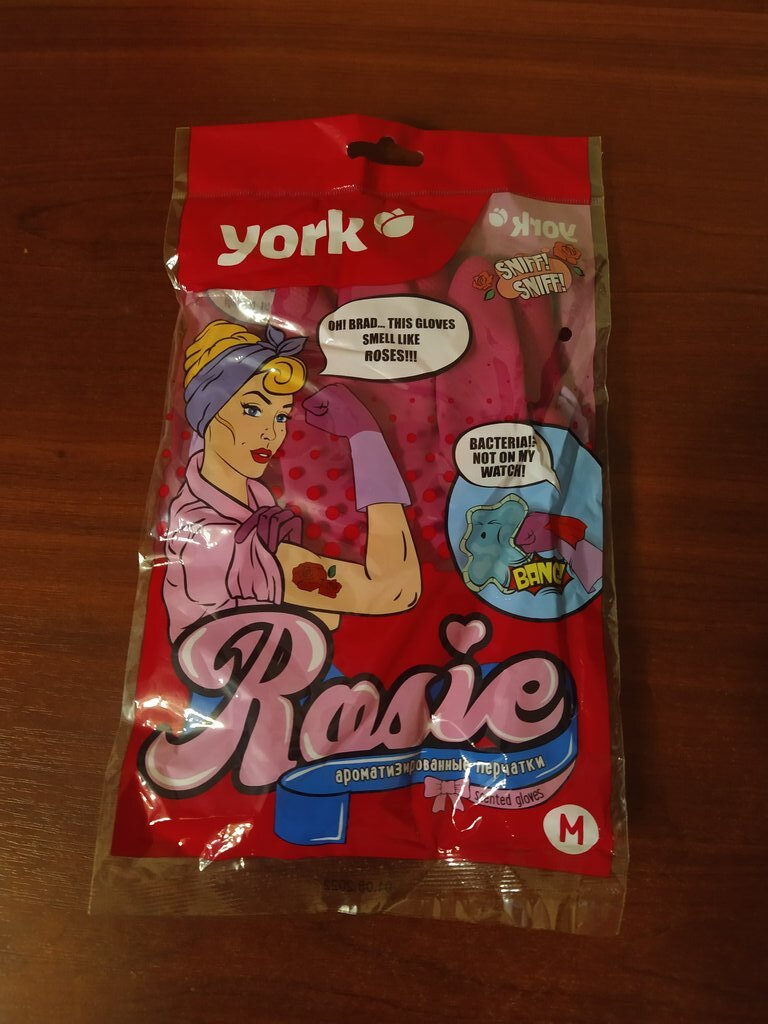 york
york
SNIFF!
SNIFF!
OH! BRAD... THIS GLOVES
SMELL LIKE
ROSES!!!
BACTERIA!!
NOT ON MY
WATCH!
BANG!
Rosie
ароматизированные перчатки
scented gloves
M